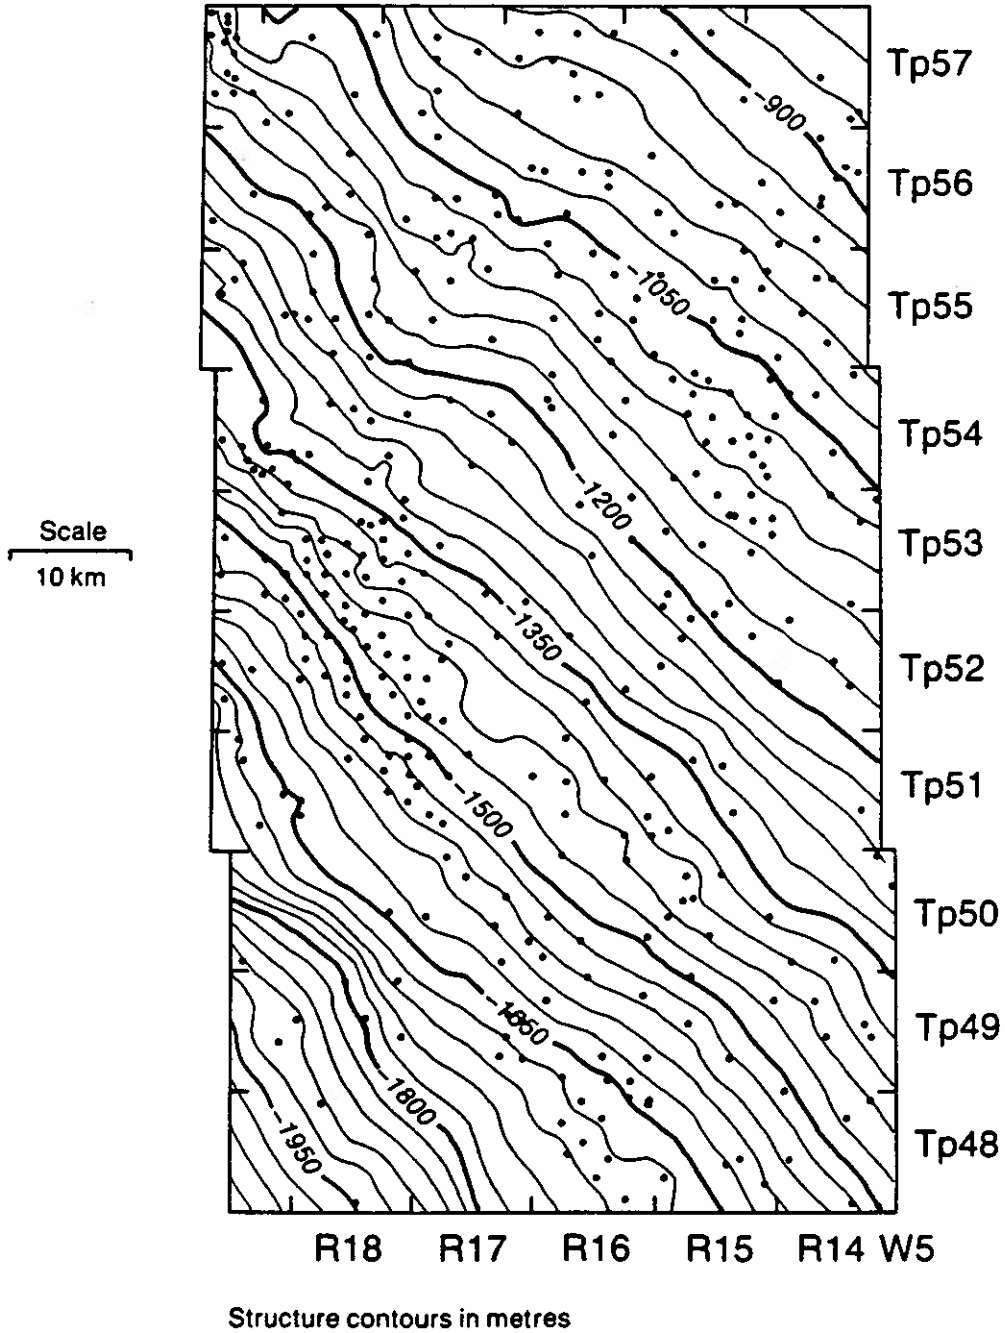 Tp57
-900
Tp56
-1050
Tp55
Tp54
-1200
Tp53
Scale
10 km
-1350
Tp52
-1500
Tp51
Tp50
-1650
Tp49
-1800
-1950
Tp48
R18 R17 R16 R15 R14 W5
Structure contours in metres